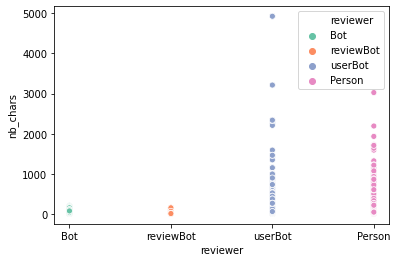 5000
4000
3000
2000
1000
0
nb_chars
reviewer
Bot
reviewBot
userBot
Person
Bot
reviewBot
userBot
Person
reviewer